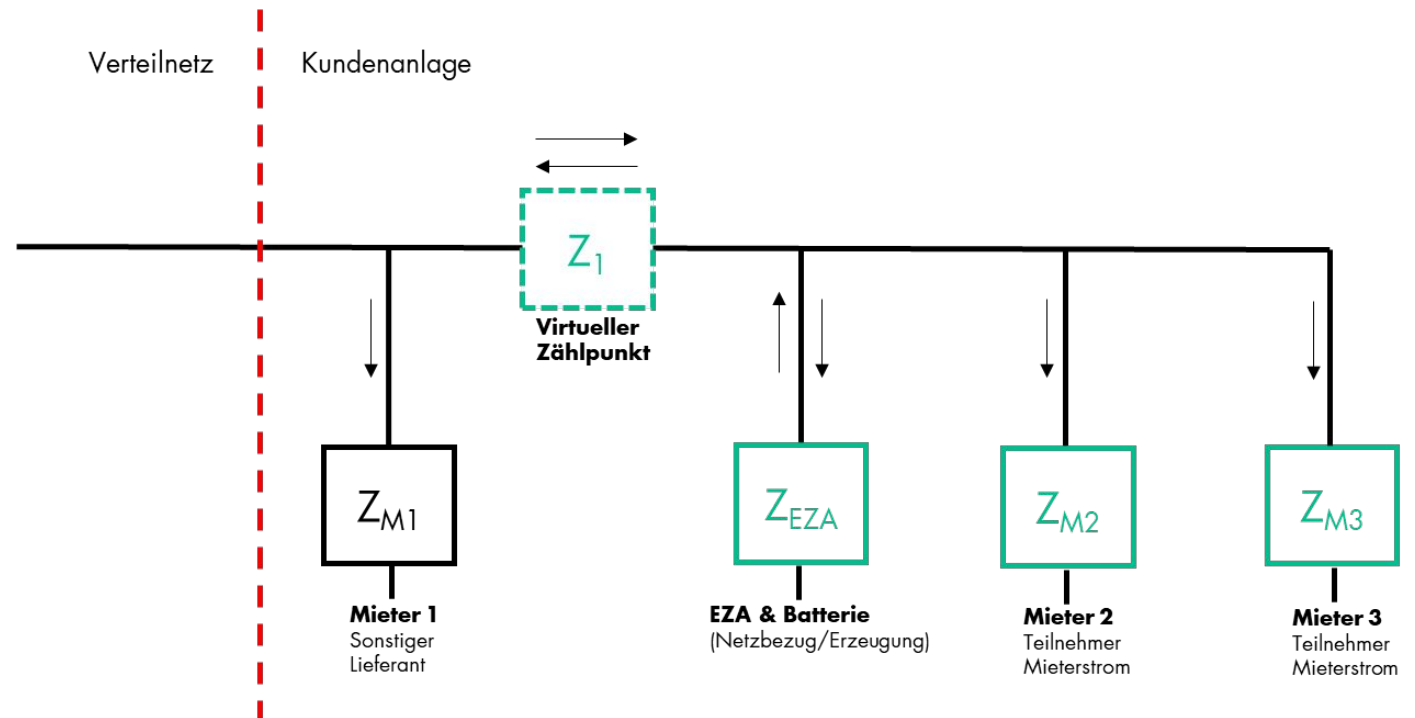 Verteilnetz
Kundenanlage
Z1
Virtueller
Zählpunkt
ZM1
ZEZA
ZM2
ZM3
Mieter 1
Sonstiger
Lieferant
EZA & Batterie
(Netzbezug/Erzeugung)
Mieter 2
Teilnehmer
Mieterstrom
Mieter 3
Teilnehmer
Mieterstrom